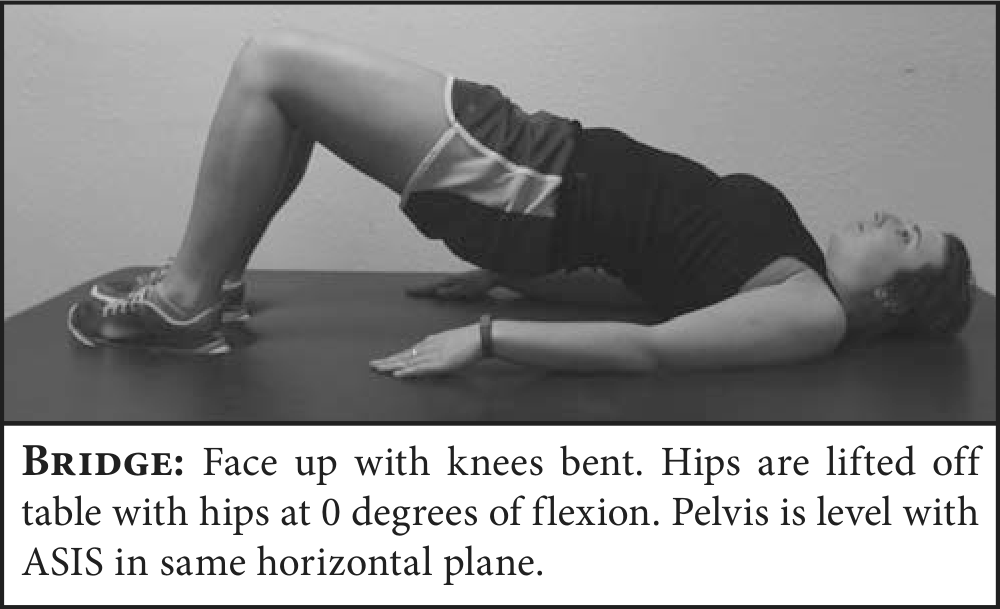 BRIDGE: Face up with knees bent. Hips are lifted off
table with hips at 0 degrees of flexion. Pelvis is level with
ASIS in same horizontal plane.